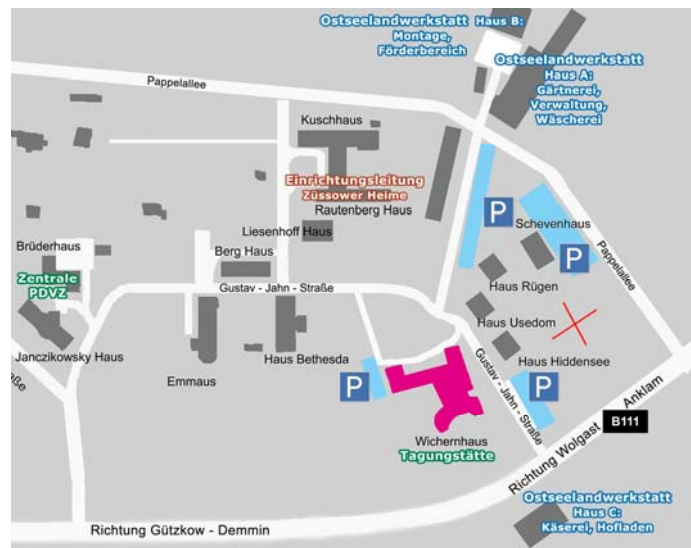 Ostseelandwerkstatt Haus B:
Montage,
Förderbereich
Ostseelandwerkstatt
Haus A:
Gärtnerei,
Verwaltung,
Wäscherei
Pappelallee
Kuschhaus
Einrichtungsleitung
Züssower Heime
Rautenberg Haus
P
Schevenhaus
P
Pappelallee
Liesenhoff Haus
Brüderhaus
Berg Haus
Zentrale
PDVZ
Gustav - Jahn - Straße
Haus Rügen
Haus Usedom
Janczikowsky Haus
Haus Bethesda
Haus Hiddensee
Emmaus
P
P
Gustav - Jahn - Straße
Wichernhaus
Tagungstätte
Richtung Wolgast Anklam
B111
Ostseelandwerkstatt
Haus C:
Käserei, Hofladen
Richtung Gützkow - Demmin